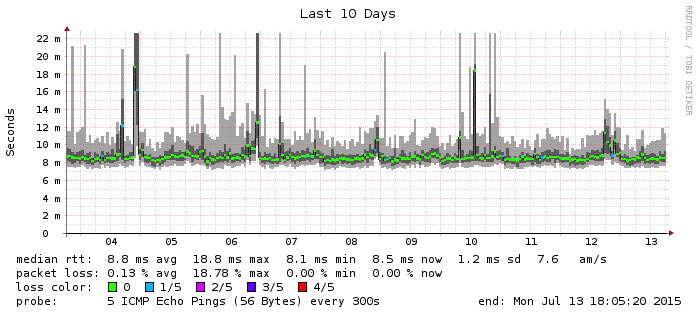 Last 10 Days
RRDTOOL / TOBI OETIKER
Seconds
22 m
20 m
18 m
16 m
14 m
12 m
10 m
8 m
6 m
4 m
2 m
0
04 05 06 07 08 09 10 11 12 13
median rtt: 8.8 ms avg 18.8 ms max 8.1 ms min 8.5 ms now 1.2 ms sd 7.6 am/s
packet loss: 0.13 % avg 18.78 % max 0.00 % min 0.00 % now
loss color: 0 1/5 2/5 3/5 4/5
probe: 5 ICMP Echo Pings (56 Bytes) every 300s end: Mon Jul 13 18:05:20 2015